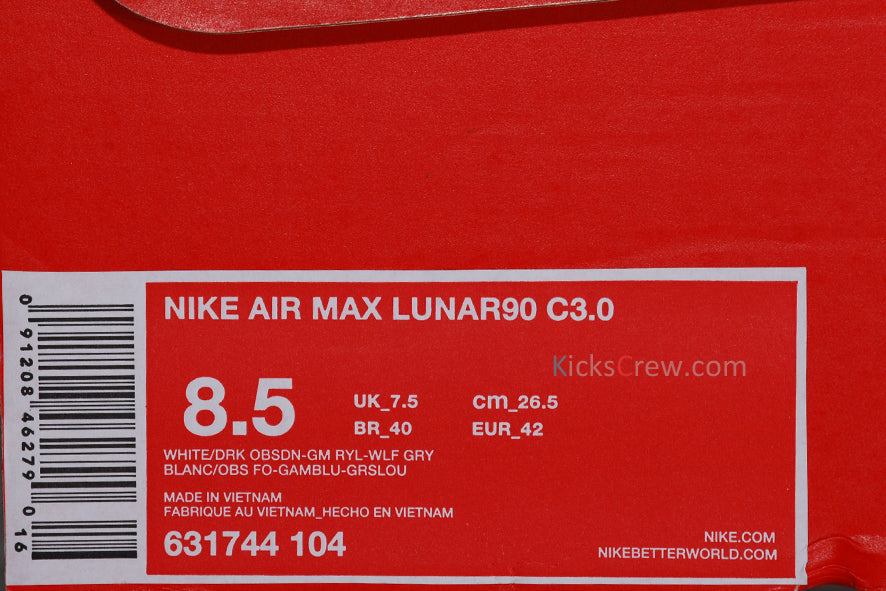 NIKE AIR MAX LUNAR90 C3.0
KicksCrew.com
8.5
UK_7.5 cm_26.5
BR_40 EUR_42
WHITE/DRK OBSDN-GM RYL-WLF GRY
BLANC/OBS FO-GAMBLU-GRSLOU
MADE IN VIETNAM
FABRIQUE AU VIETNAM_HECHO EN VIETNAM
631744 104
NIKE.COM
NIKEBETTERWORLD.COM
0 91208 46279 0 16